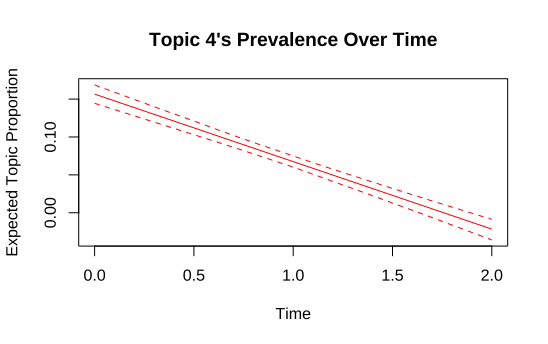 Topic 4's Prevalence Over Time
Expected Topic Proportion
0.10
0.00
0.0 0.5 1.0 1.5 2.0
Time